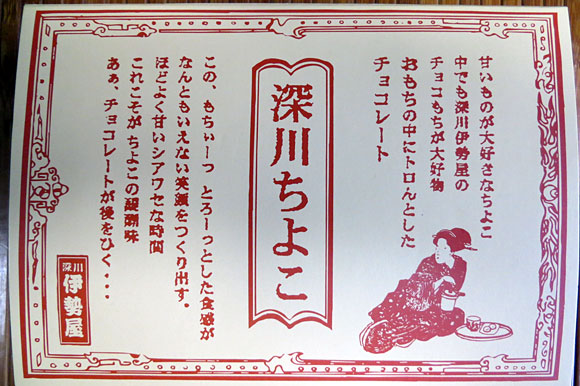 甘いものが大好きなちよこ
中でも深川伊勢屋の
チョコもちが大好物
おもちの中にトロんとした
チョコレート
深川ちよこ
この、もちぃーっ とろーっとした食感が
なんともいえない笑顔をつくり出す。
ほどよく甘いシアワセな時間
これこそが ちよこの醍醐味
あぁ、チョコレートが後をひく・・・
深川
伊勢屋